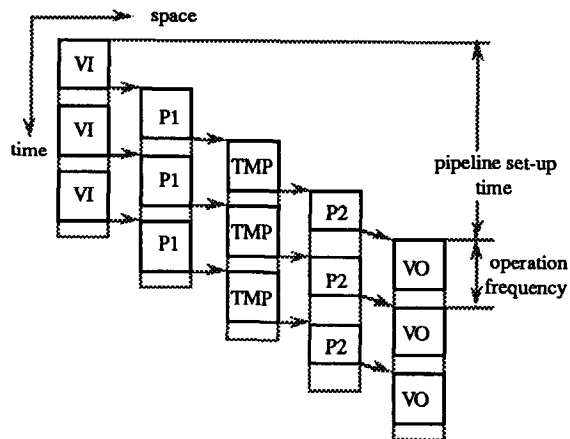 space
time
VI
VI
VI
P1
P1
P1
TMP
TMP
TMP
P2
P2
P2
VO
VO
VO
pipeline set-up
time
operation
frequency